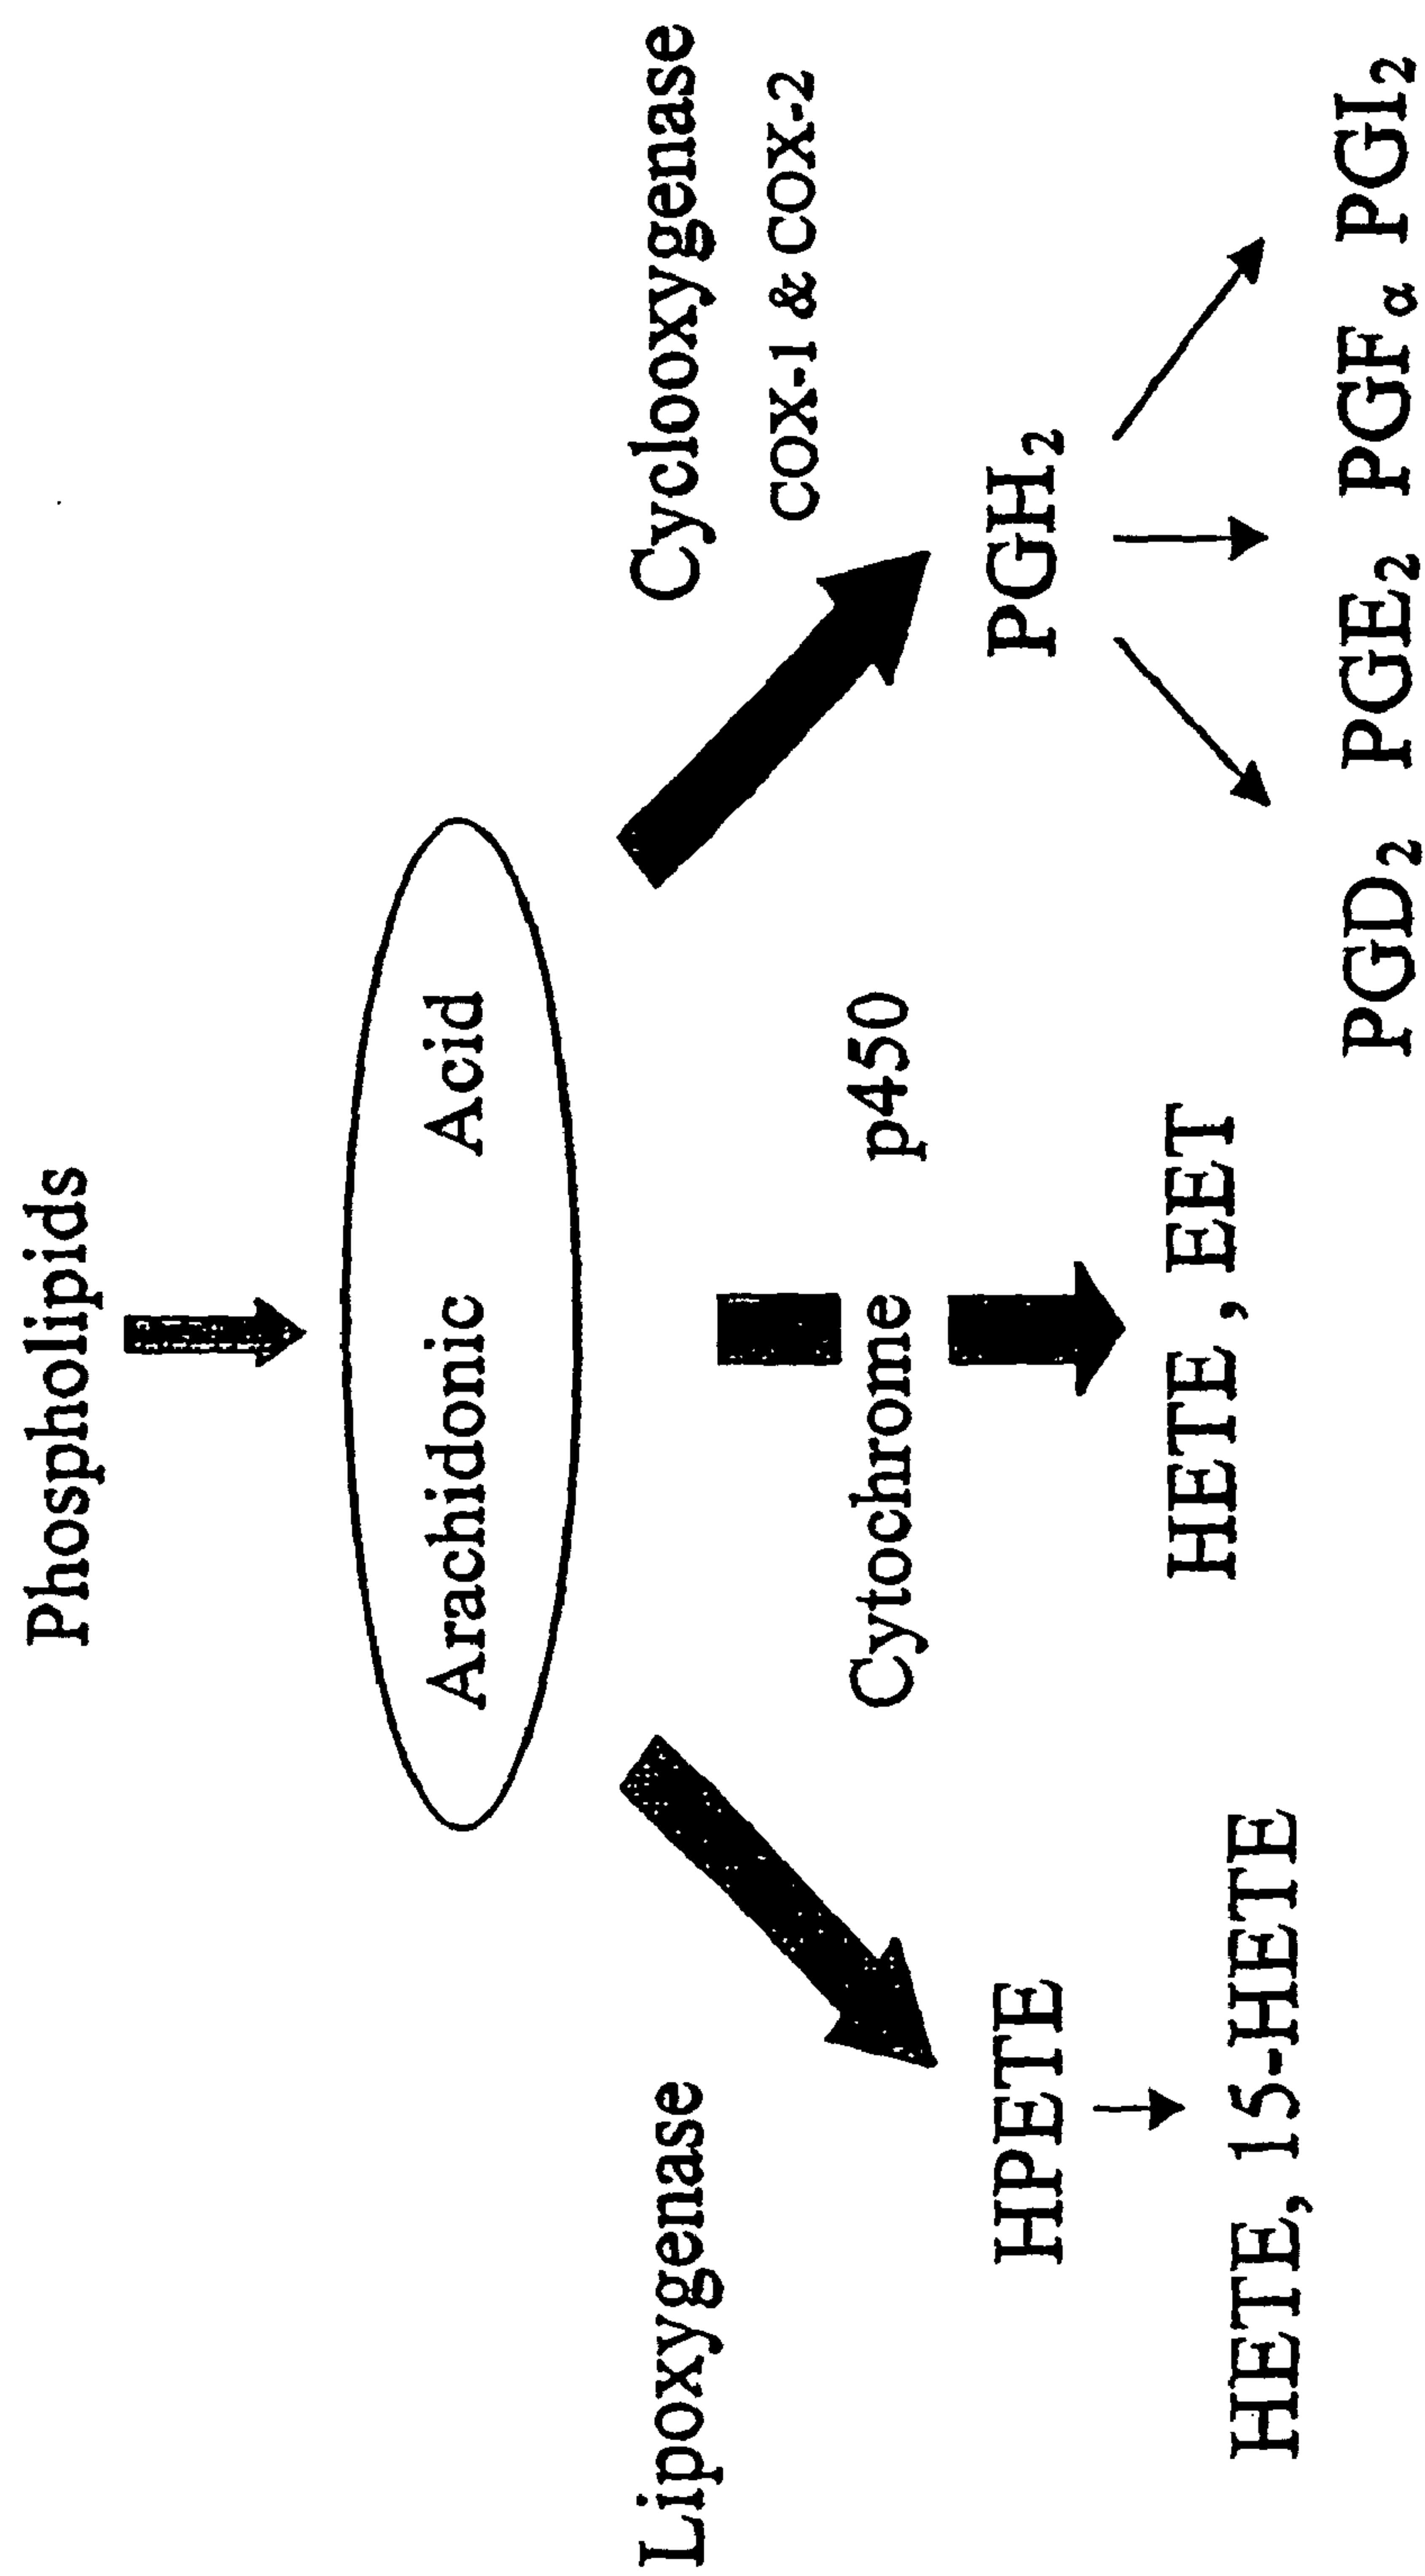 Phospholipids
Arachidonic Acid
Lipoxygenase
Cyclooxygenase
COX-1 & COX-2
Cytochrome p450
HPETE
PGH₂
HETE, 15-HETE
HETE , EET
PGD₂ PGE₂ PGFα PGI₂